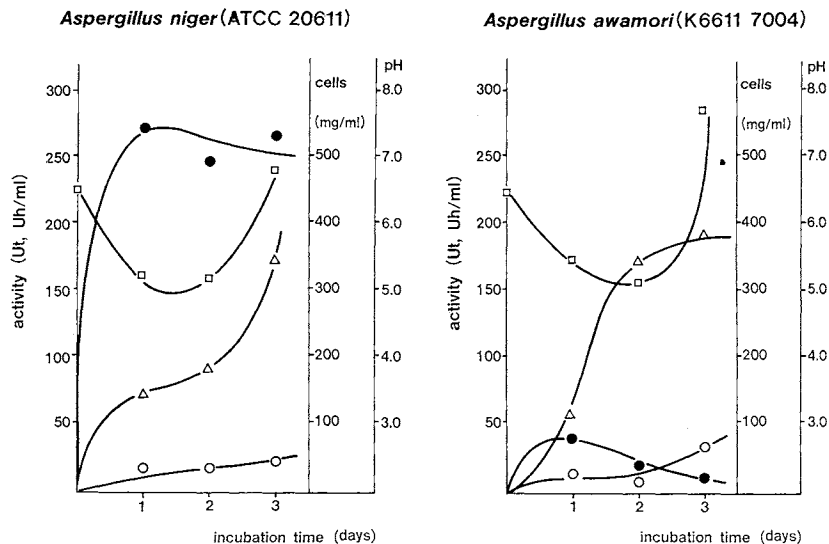 Aspergillus niger (ATCC 20611)
activity (Ut, Uh/ml)
300
250
200
150
100
50
cells
(mg/ml)
500
400
300
200
100
pH
8.0
7.0
6.0
5.0
4.0
3.0
1 2 3
incubation time (days)
Aspergillus awamori (K6611 7004)
activity (Ut, Uh/ml)
300
250
200
150
100
50
cells
(mg/ml)
500
400
300
200
100
pH
8.0
7.0
6.0
5.0
4.0
3.0
1 2 3
incubation time (days)